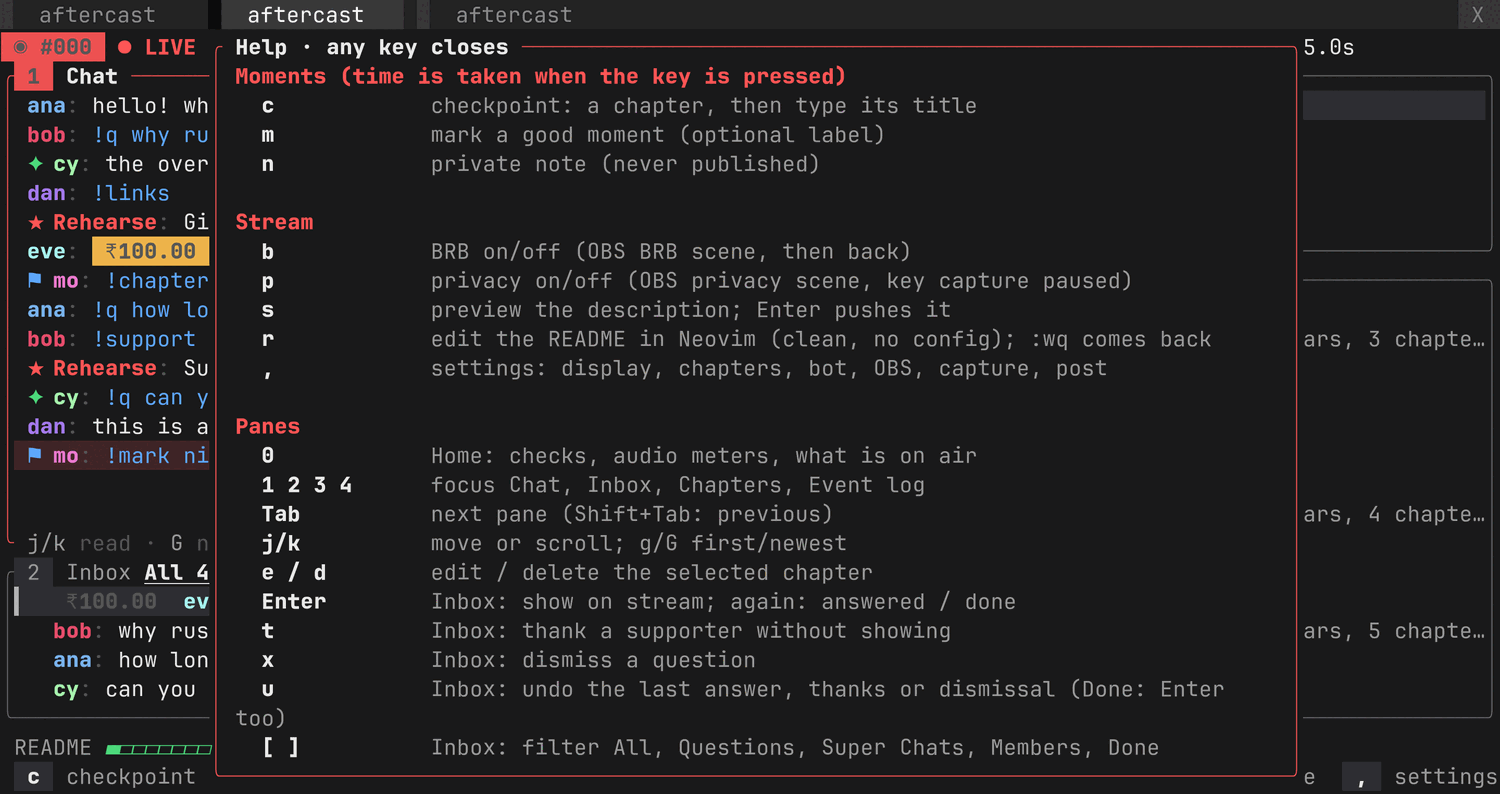 aftercast aftercast aftercast X
◉ #000 ● LIVE Help · any key closes 5.0s
1 Chat Moments (time is taken when the key is pressed)
ana: hello! wh c checkpoint: a chapter, then type its title
bob: !q why ru m mark a good moment (optional label)
✦ cy: the over n private note (never published)
dan: !links
★ Rehearse: Gi Stream
eve: ₹100.00 b BRB on/off (OBS BRB scene, then back)
⚑ mo: !chapter p privacy on/off (OBS privacy scene, key capture paused)
ana: !q how lo s preview the description; Enter pushes it
bob: !support r edit the README in Neovim (clean, no config); :wq comes back ars, 3 chapte…
★ Rehearse: Su , settings: display, chapters, bot, OBS, capture, post
✦ cy: !q can y
dan: this is a Panes
⚑ mo: !mark ni 0 Home: checks, audio meters, what is on air
1 2 3 4 focus Chat, Inbox, Chapters, Event log
Tab next pane (Shift+Tab: previous) ars, 4 chapte…
j/k read · G n j/k move or scroll; g/G first/newest
2 Inbox All 4 e / d edit / delete the selected chapter
₹100.00 ev Enter Inbox: show on stream; again: answered / done
bob: why rus t Inbox: thank a supporter without showing ars, 5 chapte…
ana: how lon x Inbox: dismiss a question
cy: can you u Inbox: undo the last answer, thanks or dismissal (Done: Enter
too)
README [ ] Inbox: filter All, Questions, Super Chats, Members, Done
c checkpoint e , settings